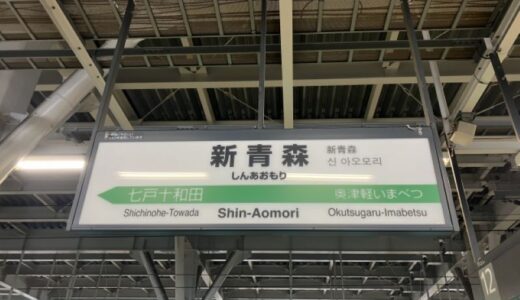 新青森
しんあおもり
新青森
신 아오모리
七戸十和田
奥津軽いまべつ
Shichinohe-Towada
Shin-Aomori
Okutsugaru-Imabetsu
12